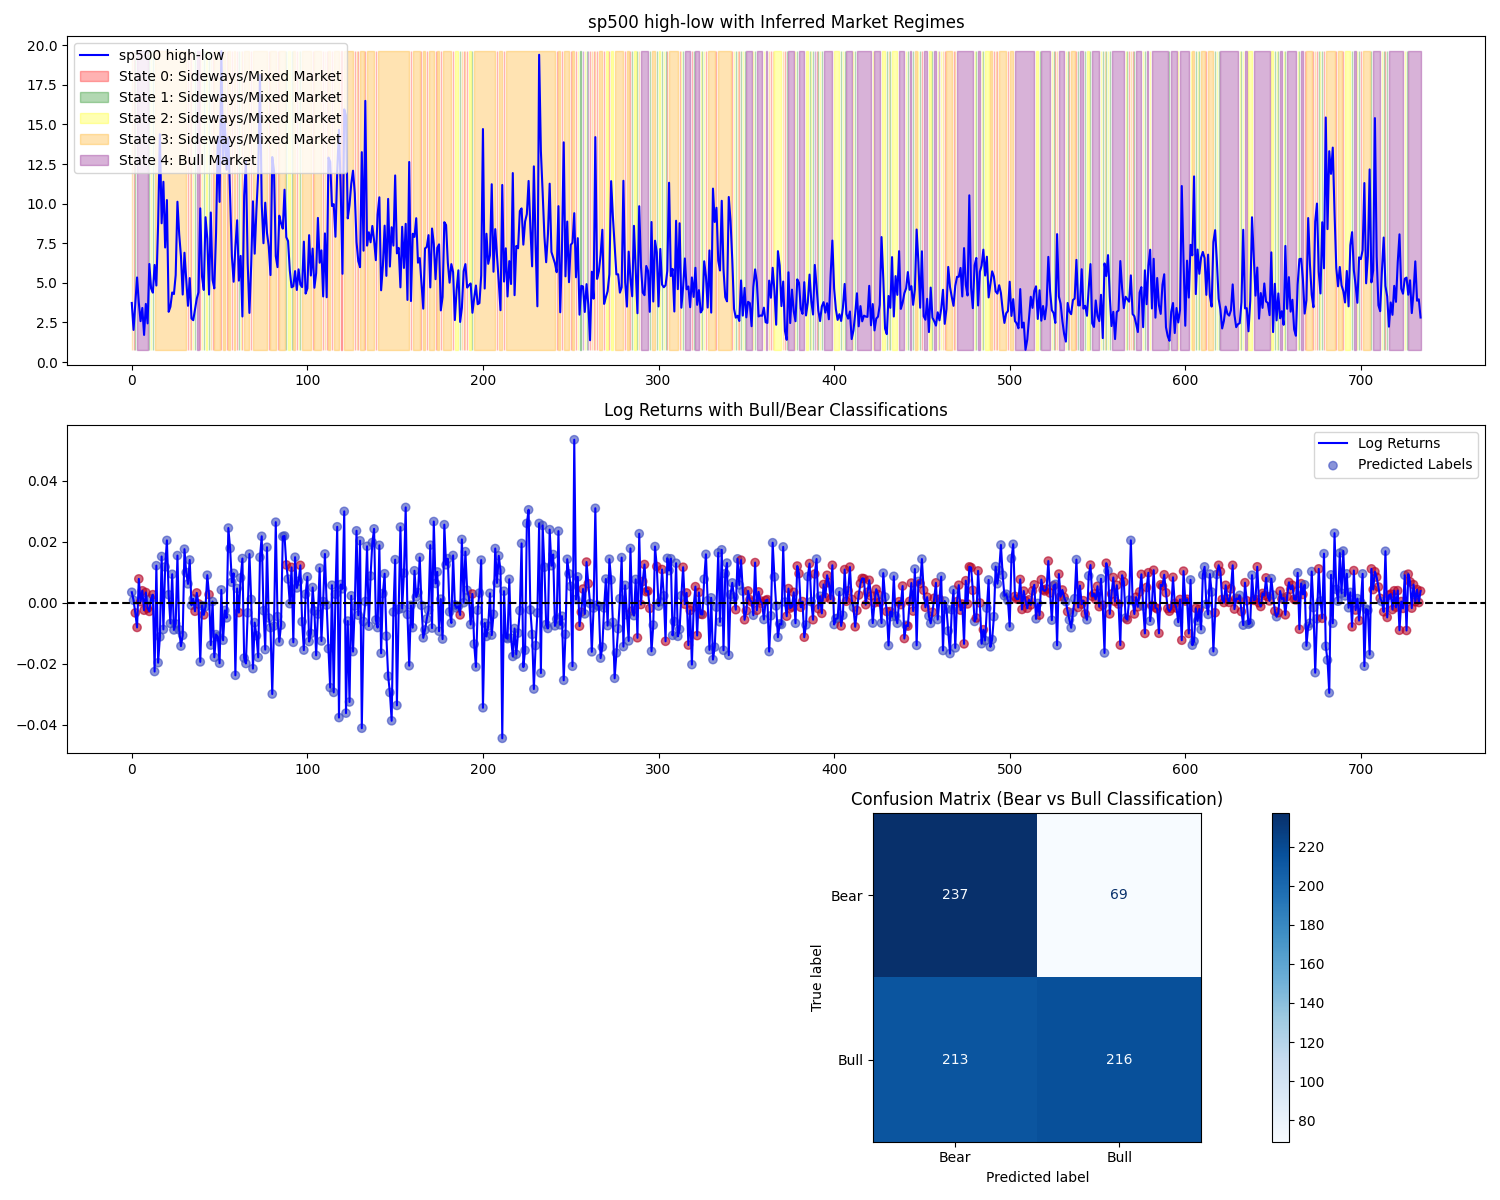 sp500 high-low with Inferred Market Regimes
20.0
17.5
15.0
12.5
10.0
7.5
5.0
2.5
0.0
sp500 high-low
State 0: Sideways/Mixed Market
State 1: Sideways/Mixed Market
State 2: Sideways/Mixed Market
State 3: Sideways/Mixed Market
State 4: Bull Market
0 100 200 300 400 500 600 700
Log Returns with Bull/Bear Classifications
0.04
0.02
0.00
−0.02
−0.04
Log Returns
Predicted Labels
0 100 200 300 400 500 600 700
Confusion Matrix (Bear vs Bull Classification)
True label
Bear
237 69
Bull
213 216
Bear Bull
Predicted label
220
200
180
160
140
120
100
80